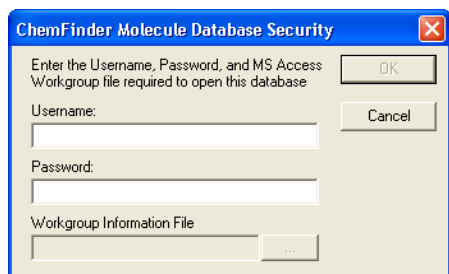 ChemFinder Molecule Database Security
Enter the Username, Password, and MS Access
Workgroup file required to open this database
OK
Username:
Cancel
Password:
Workgroup Information File
...